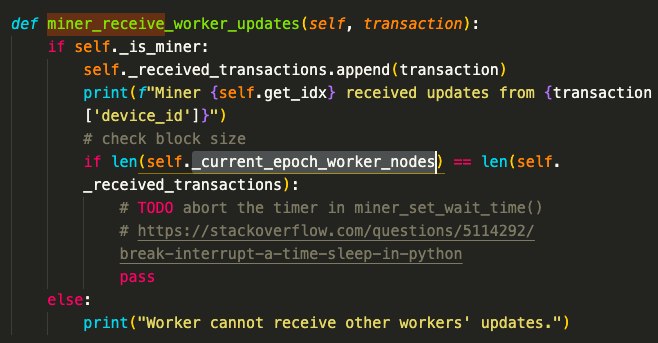 def miner_receive_worker_updates(self, transaction):
if self._is_miner:
self._received_transactions.append(transaction)
print(f"Miner {self.get_idx} received updates from {transaction
['device_id']}")
# check block size
if len(self._current_epoch_worker_nodes) == len(self.
_received_transactions):
# TODO abort the timer in miner_set_wait_time()
# https://stackoverflow.com/questions/5114292/
break-interrupt-a-time-sleep-in-python
pass
else:
print("Worker cannot receive other workers' updates.")